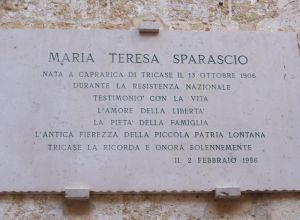 MARIA TERESA SPARASCIO
NATA A CAPRARICA DI TRICASE IL 13 OTTOBRE 1906
DURANTE LA RESISTENZA NAZIONALE
TESTIMONIO' CON LA VITA
L'AMORE DELLA LIBERTA'
LA PIETA' DELLA FAMIGLIA
L'ANTICA FIEREZZA DELLA PICCOLA PATRIA LONTANA
TRICASE LA RICORDA E ONORA SOLENNEMENTE
IL 2 FEBBRAIO 1986